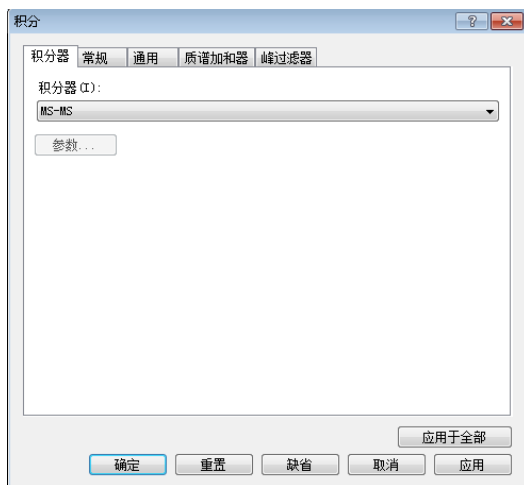 积分
积分器 常规 通用 质谱加和器 峰过滤器
积分器(I):
MS-MS
参数...
应用于全部
确定 重置 缺省 取消 应用